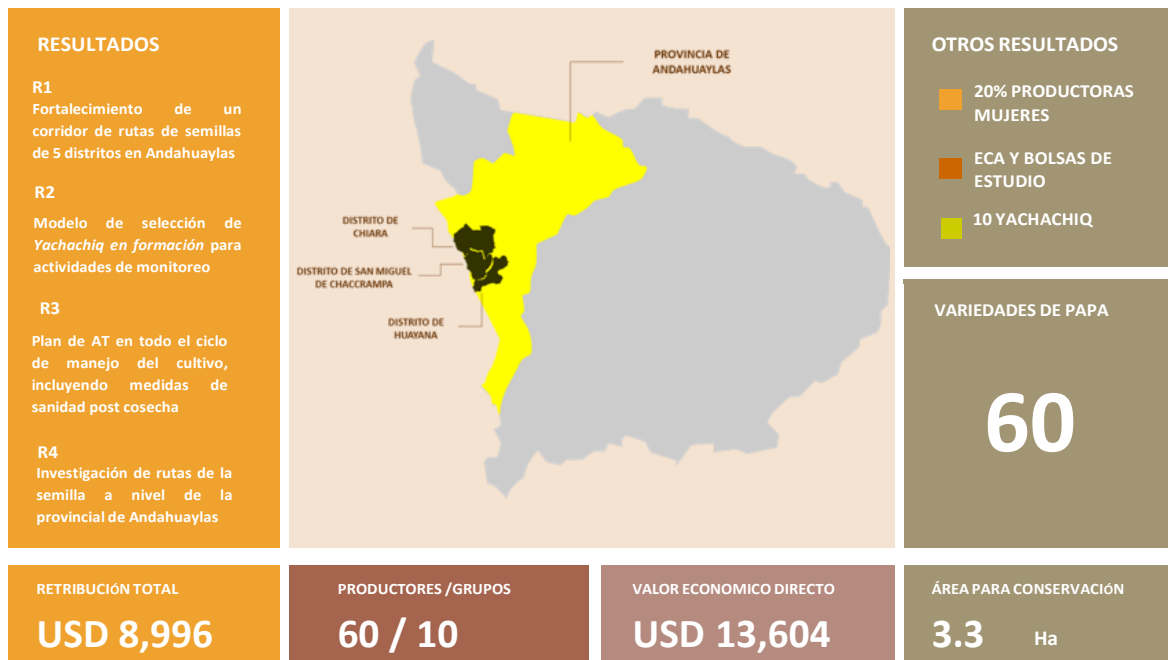 RESULTADOS
R1
Fortalecimiento de un
corridor de rutas de semillas
de 5 distritos en Andahuaylas
R2
Modelo de selección de
Yachachiq en formación para
actividades de monitoreo
R3
Plan de AT en todo el ciclo
de manejo del cultivo,
incluyendo medidas de
sanidad post cosecha
R4
Investigación de rutas de la
semilla a nivel de la
provincial de Andahuaylas
PROVINCIA DE
ANDAHUAYLAS
DISTRITO DE
CHIARA
DISTRITO DE SAN MIGUEL
DE CHACCRAMPA
DISTRITO DE
HUAYANA
OTROS RESULTADOS
20% PRODUCTORAS
MUJERES
ECA Y BOLSAS DE
ESTUDIO
10 YACHACHIQ
VARIEDADES DE PAPA
60
RETRIBUCIÓN TOTAL
USD 8,996
PRODUCTORES /GRUPOS
60 / 10
VALOR ECONOMICO DIRECTO
USD 13,604
ÁREA PARA CONSERVACIÓN
3.3 Ha